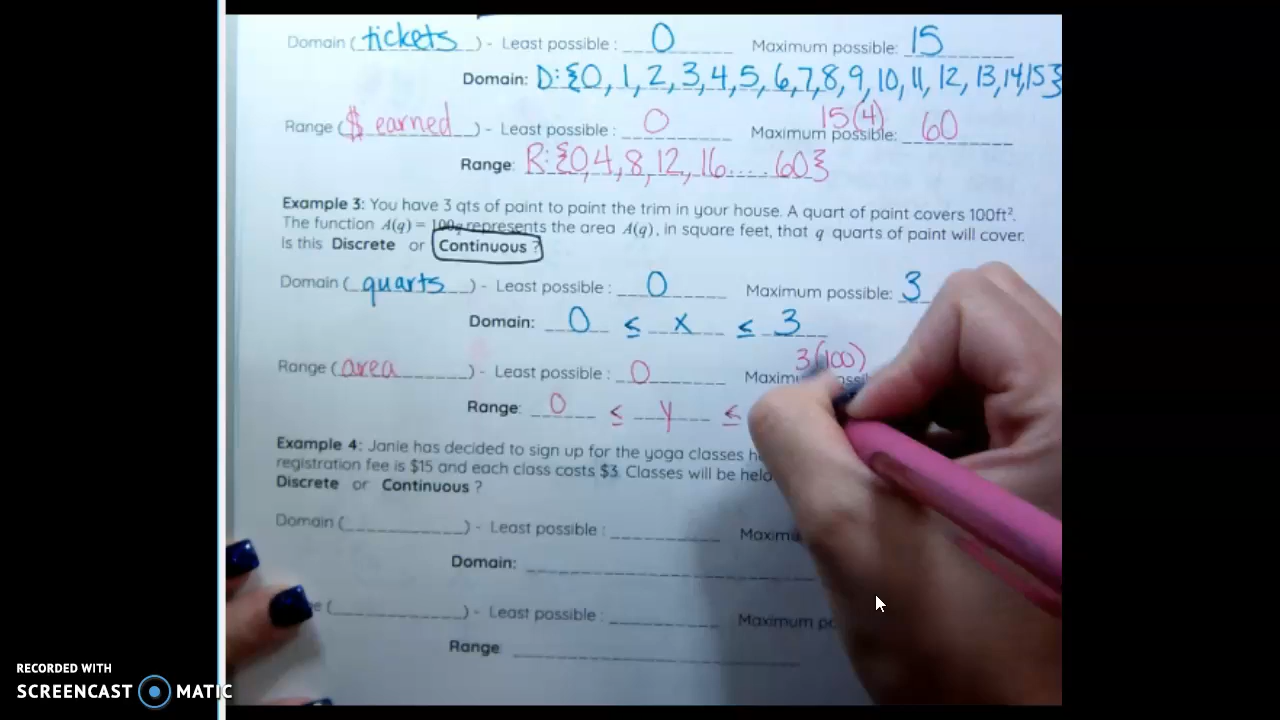 Domain (tickets) - Least possible : 0 Maximum possible: 15
Domain: D: {0, 1, 2, 3, 4, 5, 6, 7, 8, 9, 10, 11, 12, 13, 14, 15}
15(4)
Range ($ earned) - Least possible : 0 Maximum possible: 60
Range: R: {0, 4, 8, 12, 16.... 60}
Example 3: You have 3 qts of paint to paint the trim in your house. A quart of paint covers 100ft².
The function A(q) = 100q represents the area A(q), in square feet, that q quarts of paint will cover.
Is this Discrete or Continuous ?
Domain (quarts) - Least possible : 0 Maximum possible: 3
Domain: 0 ≤ x ≤ 3
3(100)
Range (area) - Least possible : 0
Range: 0 ≤ y ≤
Example 4: Janie has decided to sign up for the yoga classes
registration fee is $15 and each class costs $3. Classes will be held
Discrete or Continuous ?
Domain ( ) - Least possible :
Domain:
( ) - Least possible :
Range
RECORDED WITH
SCREENCAST MATIC